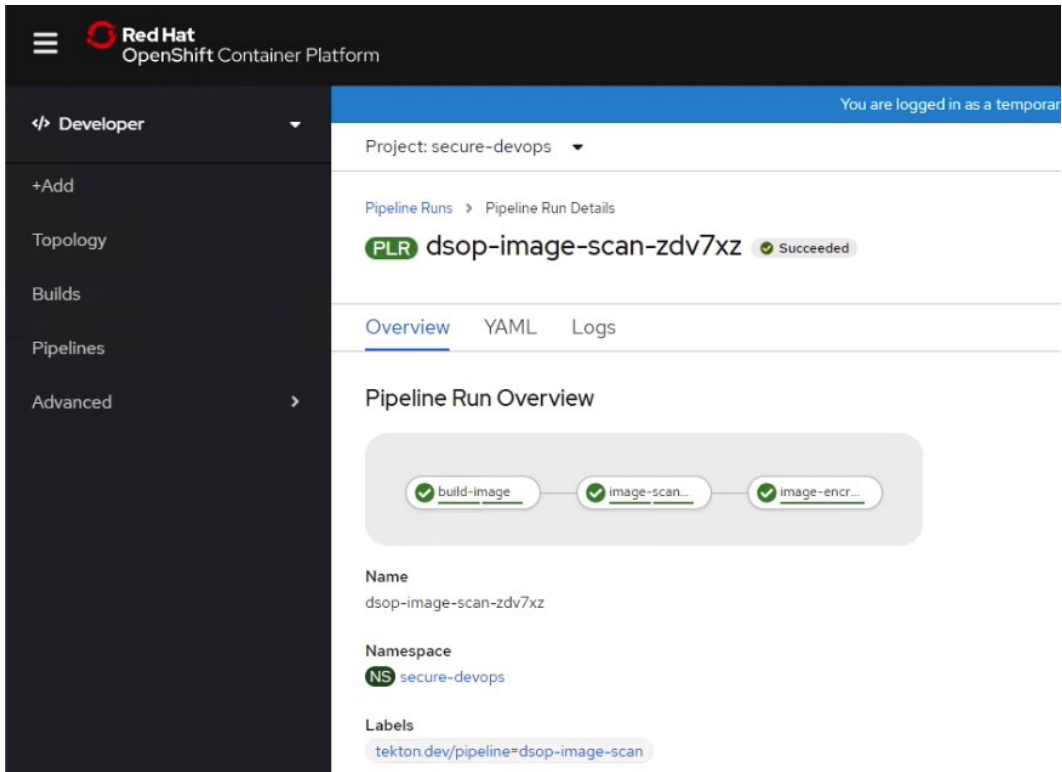 Red Hat
OpenShift Container Platform
You are logged in as a temporar
</> Developer
Project: secure-devops
+Add
Pipeline Runs > Pipeline Run Details
Topology
PLR dsop-image-scan-zdv7xz Succeeded
Builds
Overview YAML Logs
Pipelines
Advanced >
Pipeline Run Overview
build-image image-scan... image-encr...
Name
dsop-image-scan-zdv7xz
Namespace
NS secure-devops
Labels
tekton.dev/pipeline=dsop-image-scan